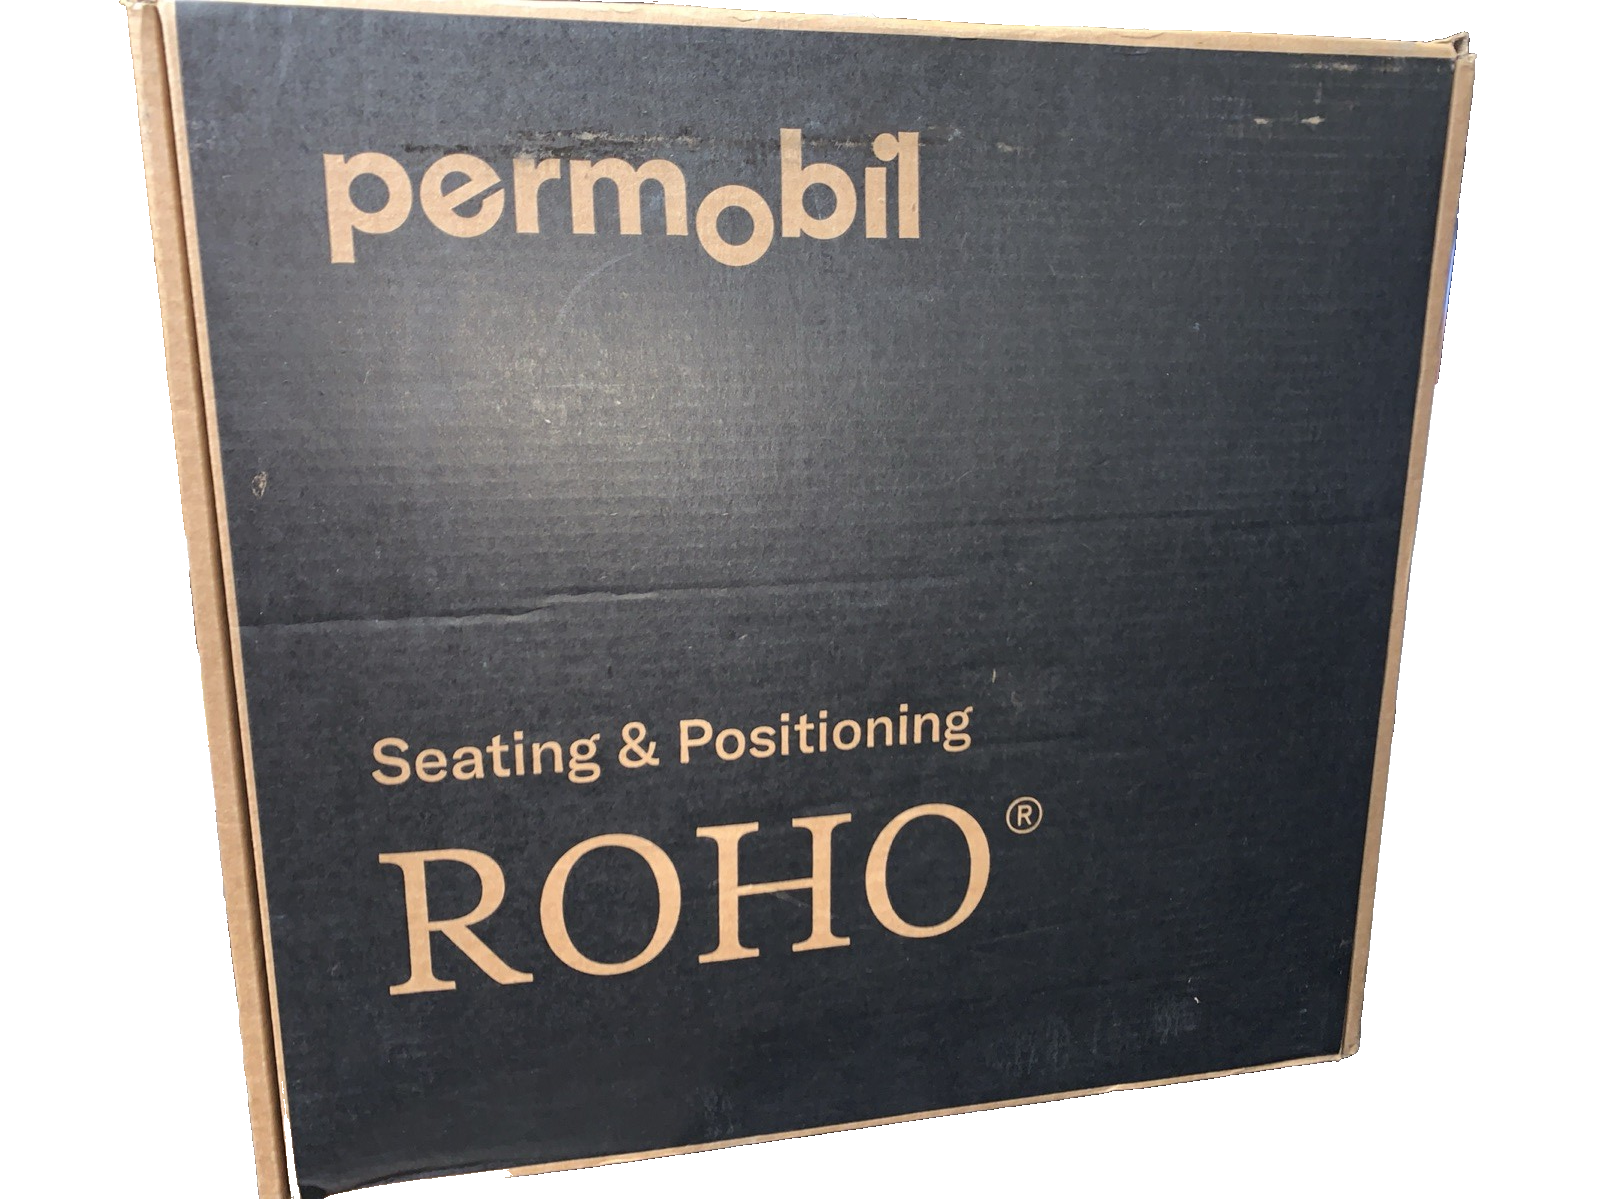 permobil
Seating & Positioning
ROHO®